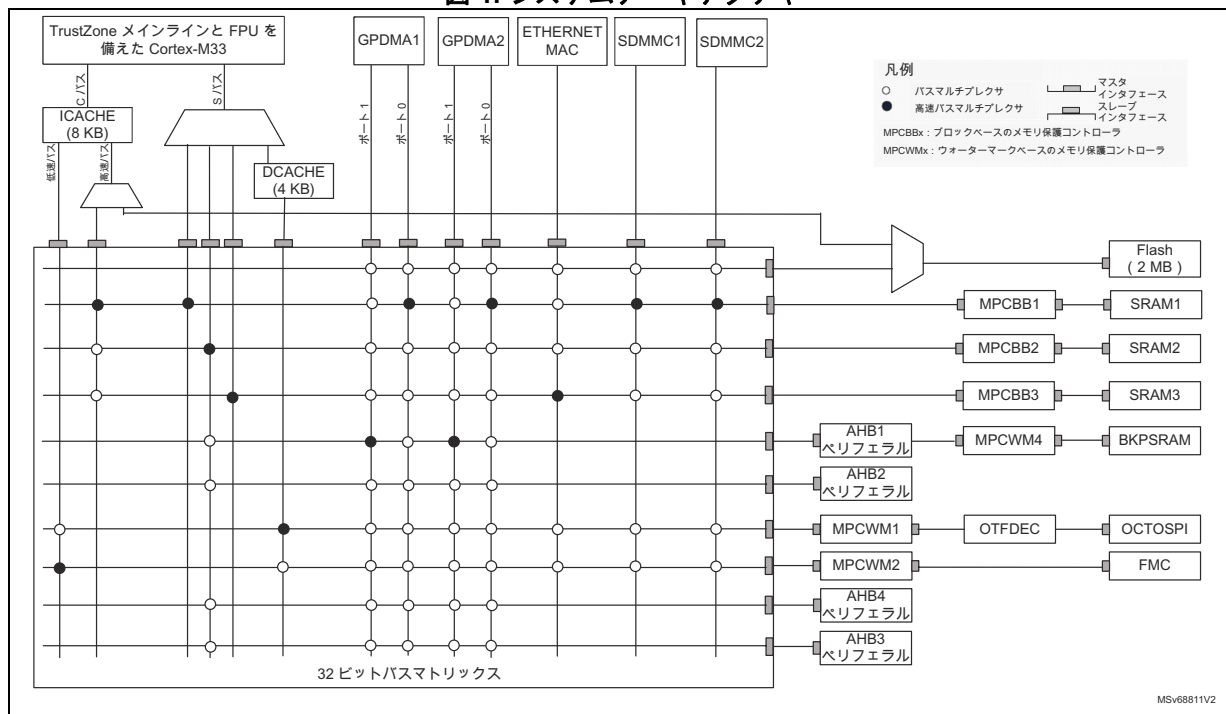 TrustZone メインラインと FPU を
備えた Cortex-M33
GPDMA1
GPDMA2
ETHERNET
MAC
SDMMC1
SDMMC2
C バス
S バス
ICACHE
(8 KB)
低速バス
高速バス
DCACHE
(4 KB)
ポート 1
ポート 0
ポート 1
ポート 0
凡例
バスマルチプレクサ
高速バスマルチプレクサ
マスタ
インタフェース
スレーブ
インタフェース
MPCBBx : ブロックベースのメモリ保護コントローラ
MPCWMx : ウォーターマークベースのメモリ保護コントローラ
Flash
( 2 MB )
MPCBB1
SRAM1
MPCBB2
SRAM2
MPCBB3
SRAM3
AHB1
ペリフェラル
MPCWM4
BKPSRAM
AHB2
ペリフェラル
MPCWM1
OTFDEC
OCTOSPI
MPCWM2
FMC
AHB4
ペリフェラル
AHB3
ペリフェラル
32 ビットバスマトリックス
MSv68811V2